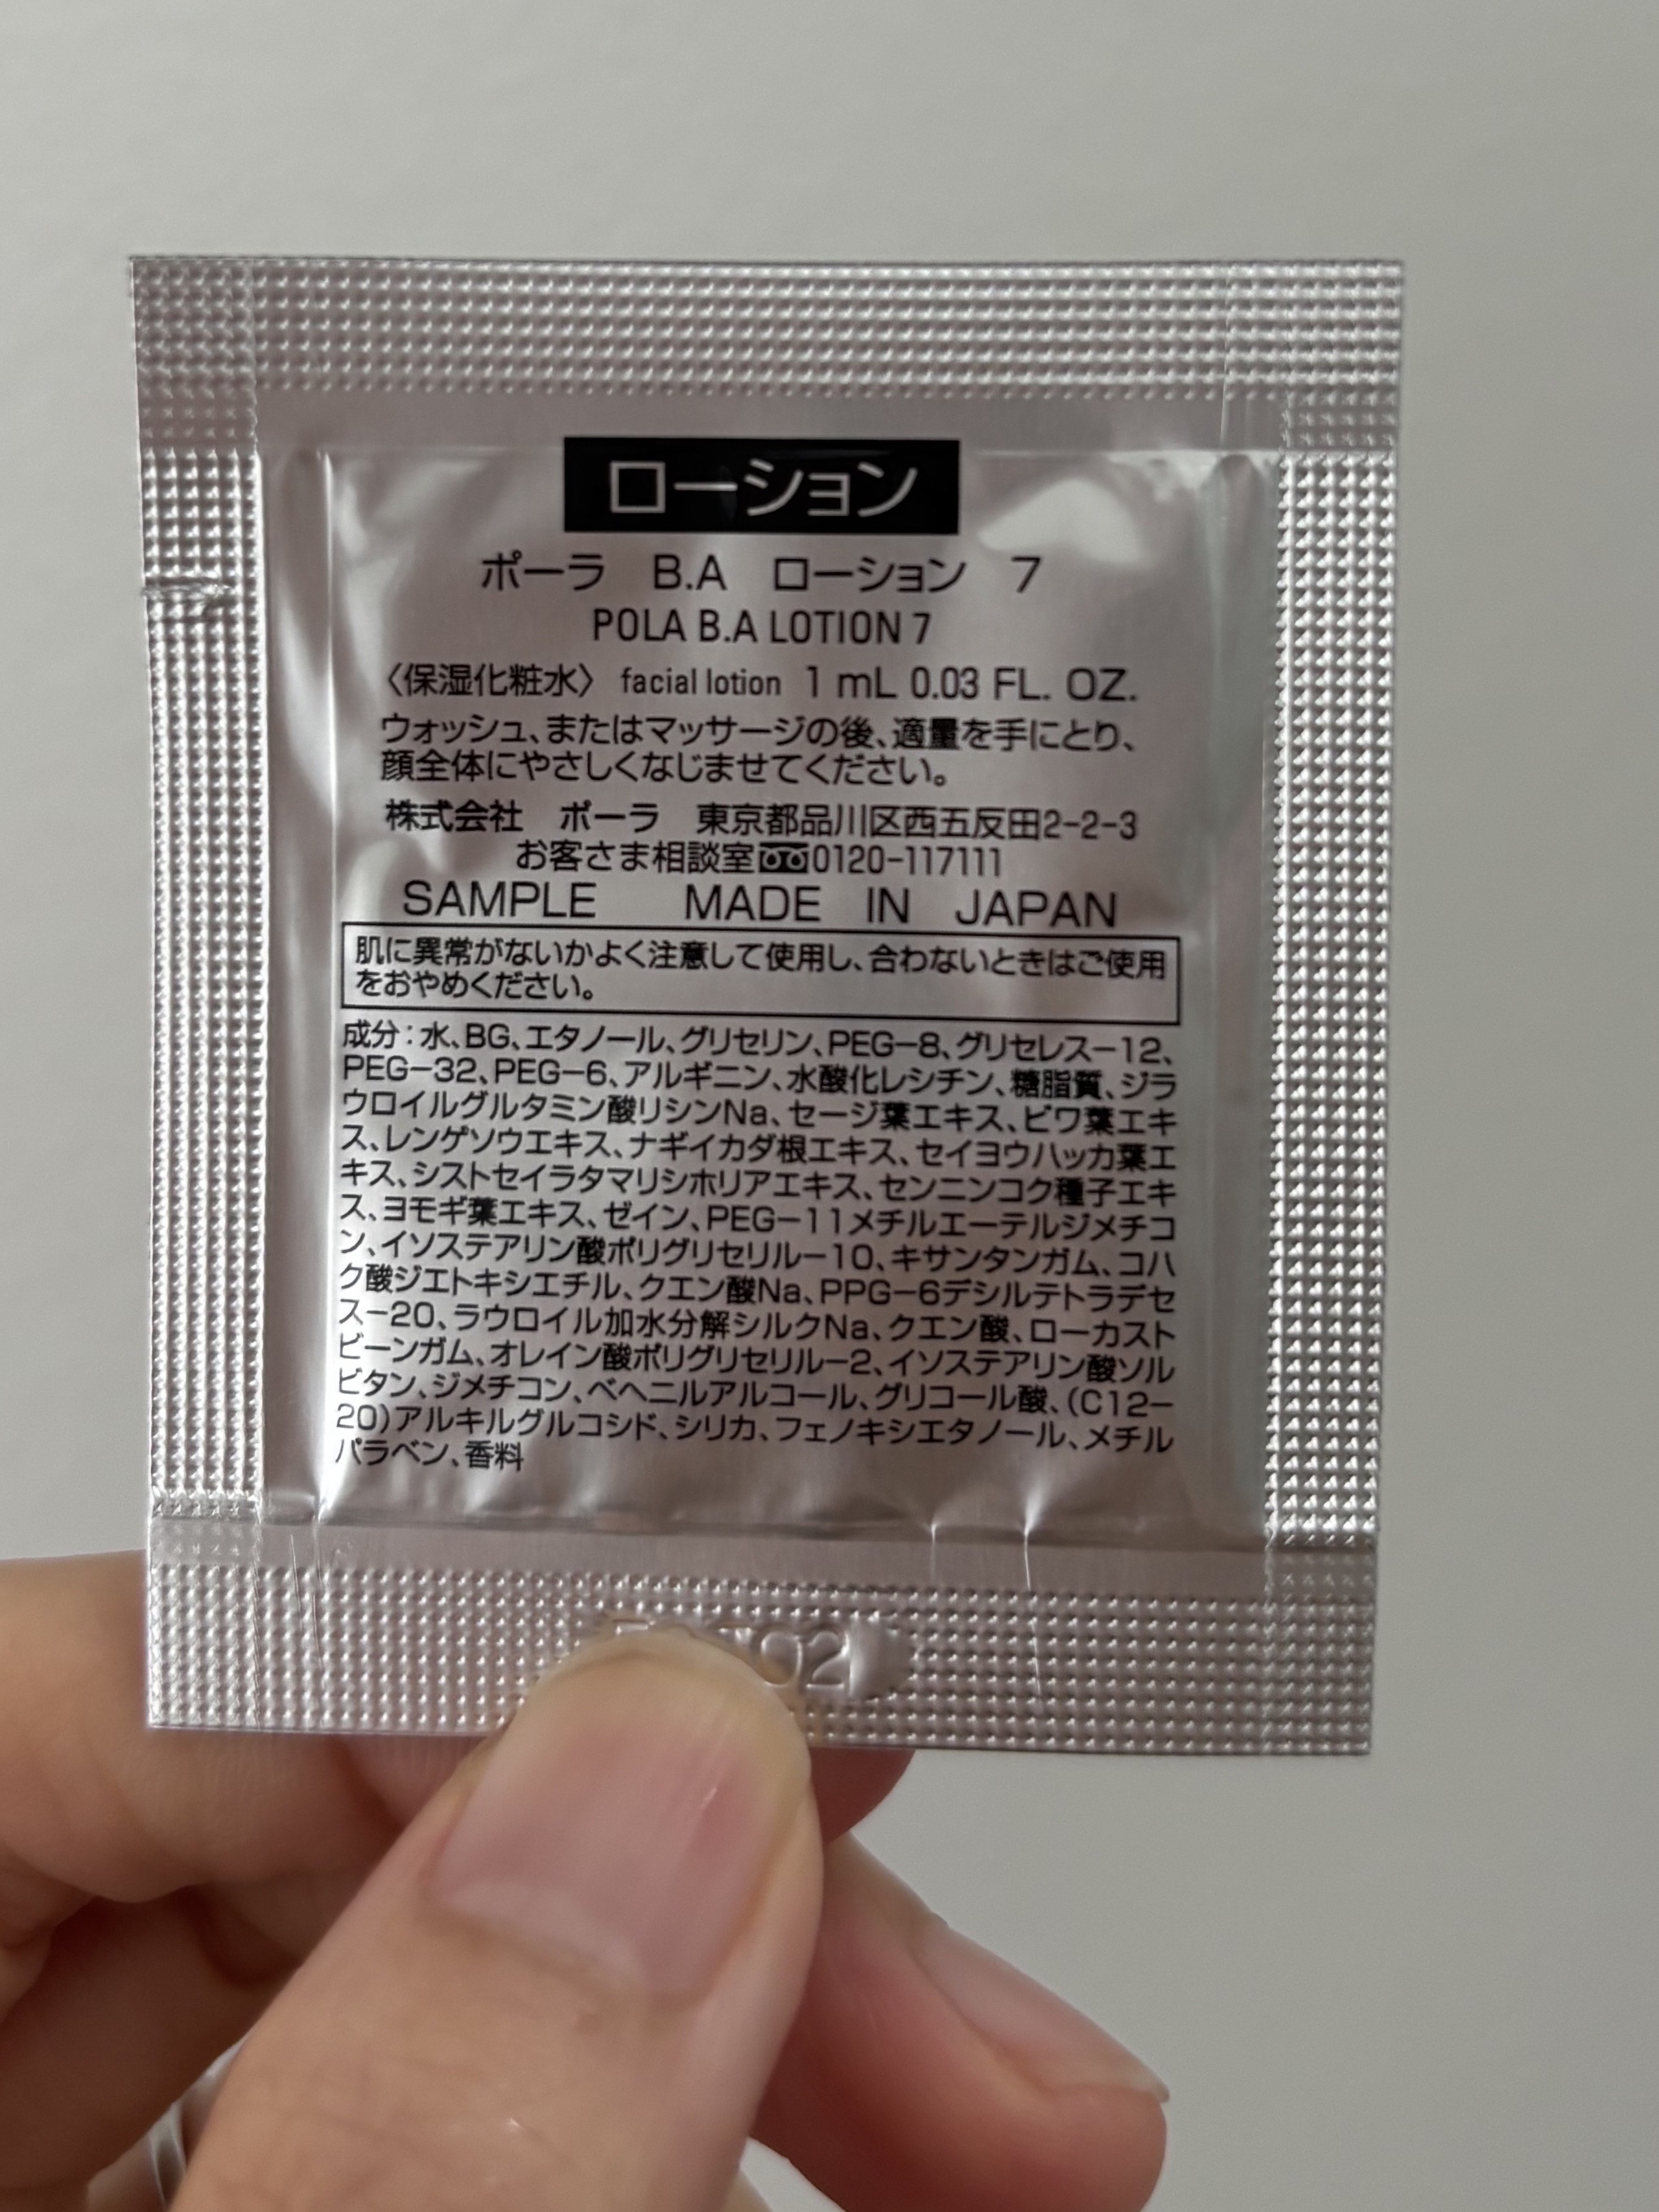 ローション
ポーラ B.A ローション 7
POLA B.A LOTION 7
〈保湿化粧水〉 facial lotion 1 mL 0.03 FL. OZ.
ウォッシュ、またはマッサージの後、適量を手にとり、
顔全体にやさしくなじませてください。
株式会社 ポーラ 東京都品川区西五反田2-2-3
お客さま相談室0120-117111
SAMPLE MADE IN JAPAN
肌に異常がないかよく注意して使用し、合わないときはご使用
をおやめください。
成分：水、BG、エタノール、グリセリン、PEG-8、グリセレス-12、
PEG-32、PEG-6、アルギニン、水酸化レシチン、糖脂質、ジラ
ウロイルグルタミン酸リシンNa、セージ葉エキス、ビワ葉エキ
ス、レンゲソウエキス、ナギイカダ根エキス、セイヨウハッカ葉エ
キス、シストセイラタマリシホリアエキス、センニンコク種子エキ
ス、ヨモギ葉エキス、ゼイン、PEG-11メチルエーテルジメチコ
ン、イソステアリン酸ポリグリセリル-10、キサンタンガム、コハ
ク酸ジエトキシエチル、クエン酸Na、PPG-6デシルテトラデセ
ス-20、ラウロイル加水分解シルクNa、クエン酸、ローカスト
ビーンガム、オレイン酸ポリグリセリル-2、イソステアリン酸ソル
ビタン、ジメチコン、ベヘニルアルコール、グリコール酸、(C12-
20)アルキルグルコシド、シリカ、フェノキシエタノール、メチル
パラベン、香料